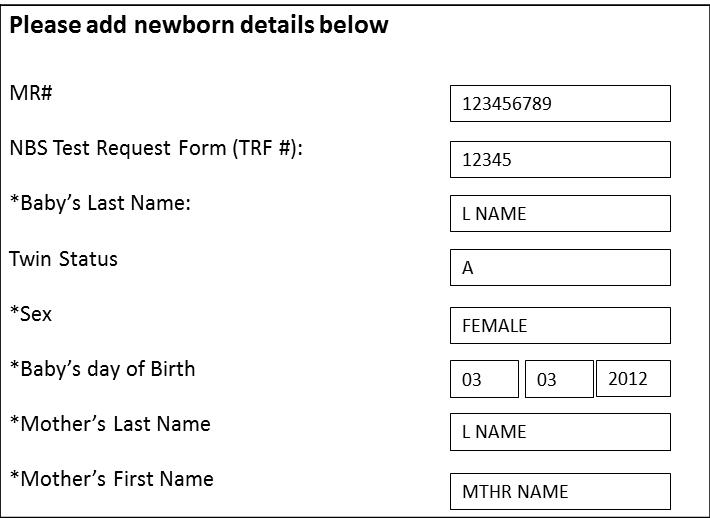 Please add newborn details below
MR# 123456789
NBS Test Request Form (TRF #): 12345
*Baby's Last Name: L NAME
Twin Status A
*Sex FEMALE
*Baby's day of Birth 03 03 2012
*Mother's Last Name L NAME
*Mother's First Name MTHR NAME